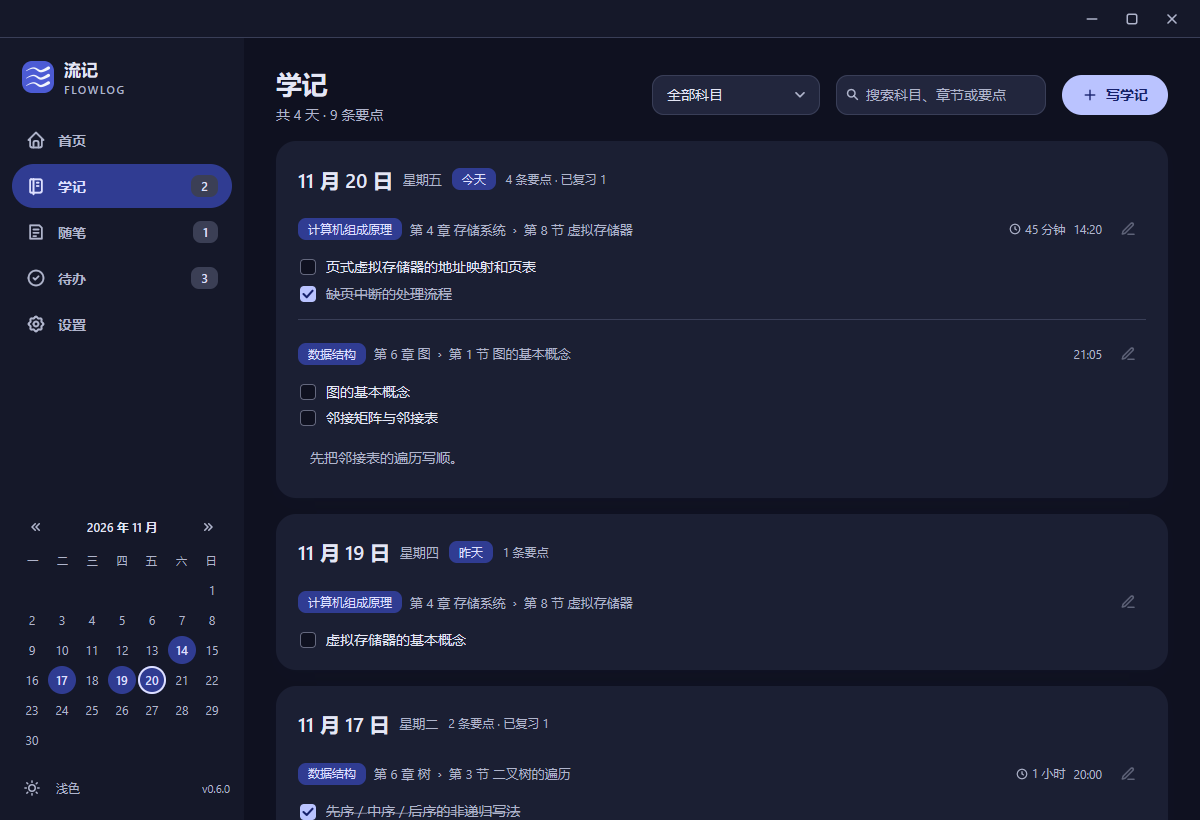 流记
FLOWLOG
首页
学记 2
随笔 1
待办 3
设置
2026 年 11 月
一 二 三 四 五 六 日
1
2 3 4 5 6 7 8
9 10 11 12 13 14 15
16 17 18 19 20 21 22
23 24 25 26 27 28 29
30
浅色 v0.6.0
学记
共 4 天 · 9 条要点
全部科目
搜索科目、章节或要点
写学记
11 月 20 日 星期五 今天 4 条要点 · 已复习 1
计算机组成原理 第 4 章 存储系统 › 第 8 节 虚拟存储器 45 分钟 14:20
页式虚拟存储器的地址映射和页表
缺页中断的处理流程
数据结构 第 6 章 图 › 第 1 节 图的基本概念 21:05
图的基本概念
邻接矩阵与邻接表
先把邻接表的遍历写顺。
11 月 19 日 星期四 昨天 1 条要点
计算机组成原理 第 4 章 存储系统 › 第 8 节 虚拟存储器
虚拟存储器的基本概念
11 月 17 日 星期二 2 条要点 · 已复习 1
数据结构 第 6 章 树 › 第 3 节 二叉树的遍历 1 小时 20:00
先序 / 中序 / 后序的非递归写法